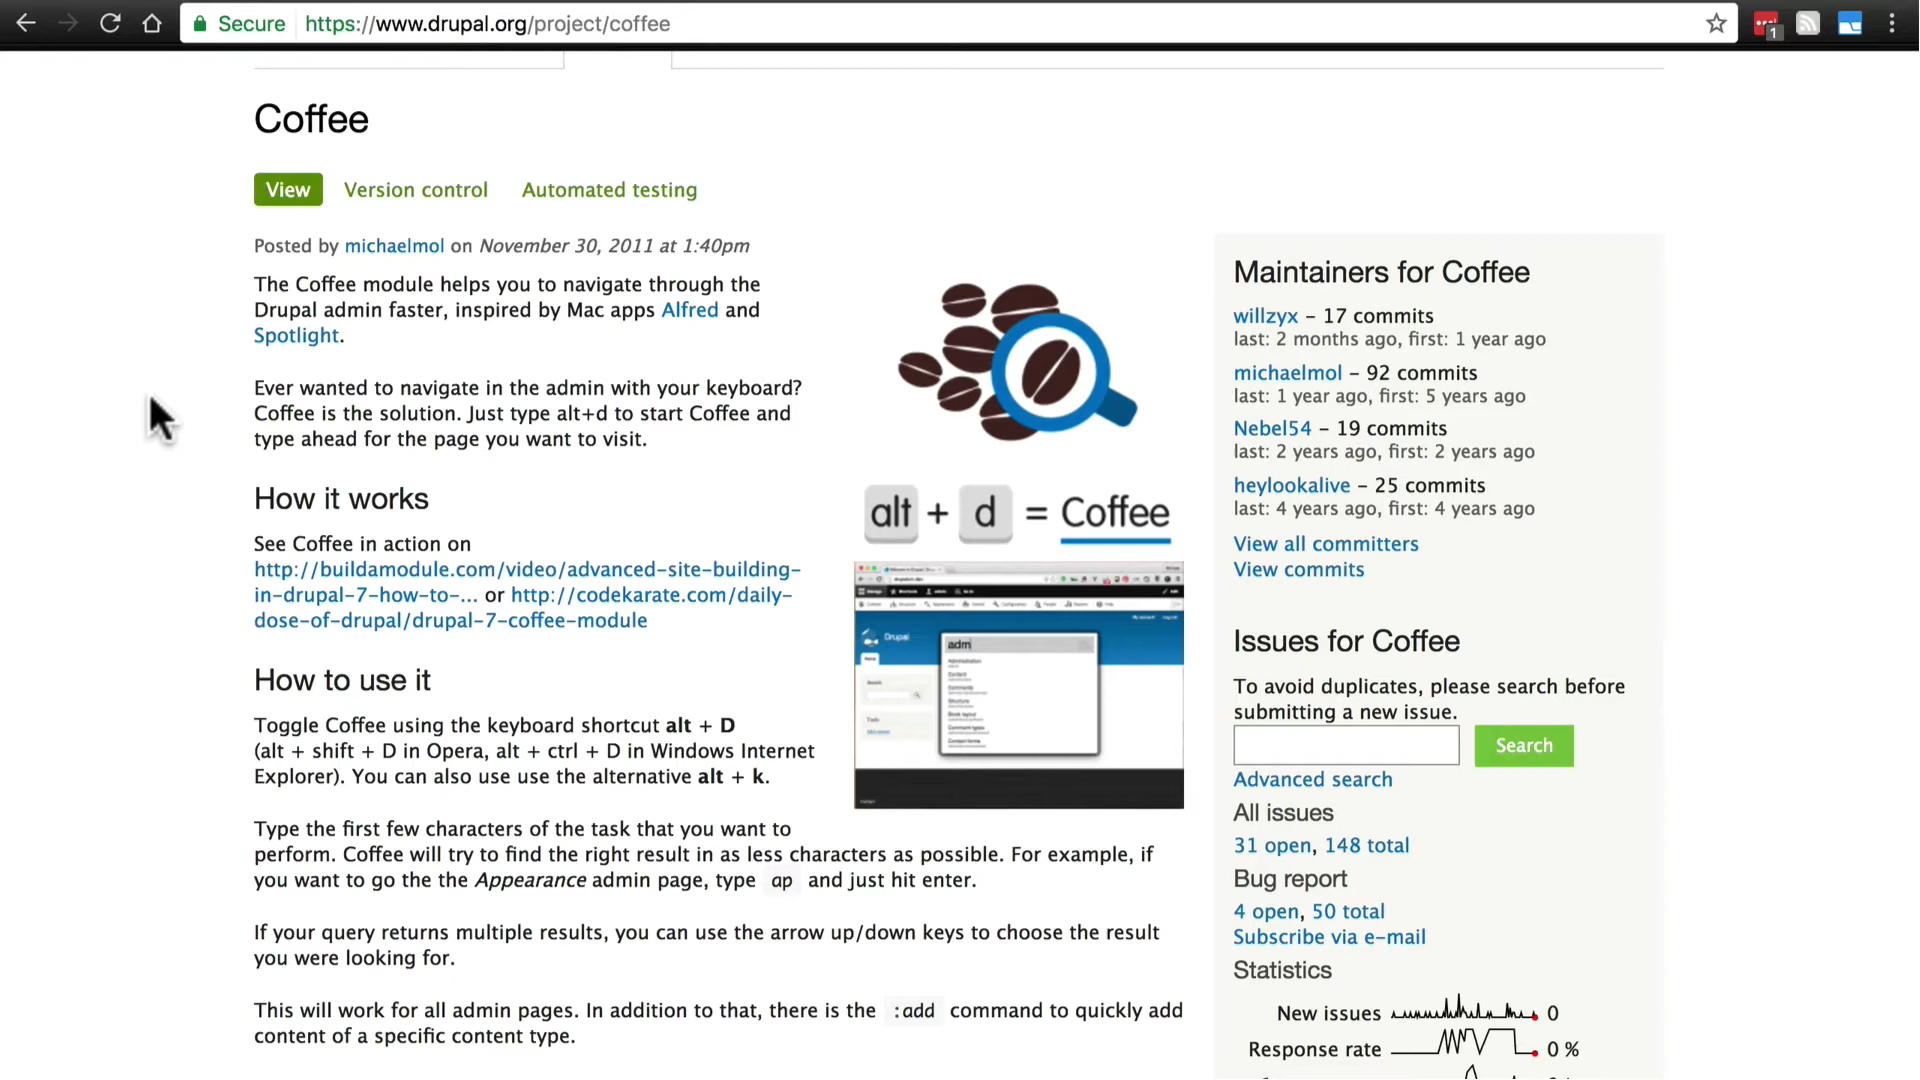 Secure
https://www.drupal.org/project/coffee
1
Coffee
View
Version control
Automated testing
Posted by michaelmol on November 30, 2011 at 1:40pm
The Coffee module helps you to navigate through the
Drupal admin faster, inspired by Mac apps Alfred and
Spotlight.
Ever wanted to navigate in the admin with your keyboard?
Coffee is the solution. Just type alt+d to start Coffee and
type ahead for the page you want to visit.
How it works
See Coffee in action on
http://buildamodule.com/video/advanced-site-building-
in-drupal-7-how-to-... or http://codekarate.com/daily-
dose-of-drupal/drupal-7-coffee-module
How to use it
Toggle Coffee using the keyboard shortcut alt + D
(alt + shift + D in Opera, alt + ctrl + D in Windows Internet
Explorer). You can also use use the alternative alt + k.
Type the first few characters of the task that you want to
perform. Coffee will try to find the right result in as less characters as possible. For example, if
you want to go the the Appearance admin page, type ap and just hit enter.
If your query returns multiple results, you can use the arrow up/down keys to choose the result
you were looking for.
This will work for all admin pages. In addition to that, there is the :add command to quickly add
content of a specific content type.
alt + d = Coffee
Drupal
adm
Administration
Content
Comments
Structure
Maintainers for Coffee
willzyx – 17 commits
last: 2 months ago, first: 1 year ago
michaelmol – 92 commits
last: 1 year ago, first: 5 years ago
Nebel54 – 19 commits
last: 2 years ago, first: 2 years ago
heylookalive – 25 commits
last: 4 years ago, first: 4 years ago
View all committers
View commits
Issues for Coffee
To avoid duplicates, please search before
submitting a new issue.
Search
Advanced search
All issues
31 open, 148 total
Bug report
4 open, 50 total
Subscribe via e-mail
Statistics
New issues 0
Response rate 0 %